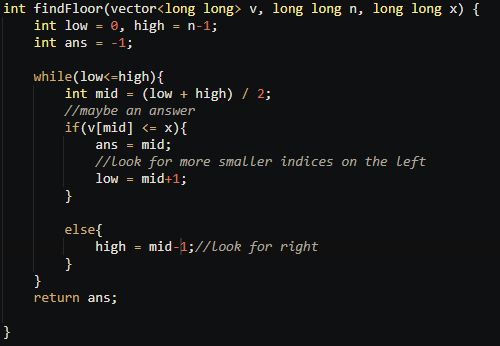 int findFloor(vector<long long> v, long long n, long long x) {
int low = 0, high = n-1;
int ans = -1;
while(low<=high){
int mid = (low + high) / 2;
//maybe an answer
if(v[mid] <= x){
ans = mid;
//look for more smaller indices on the left
low = mid+1;
}
else{
high = mid-1;//look for right
}
}
return ans;
}